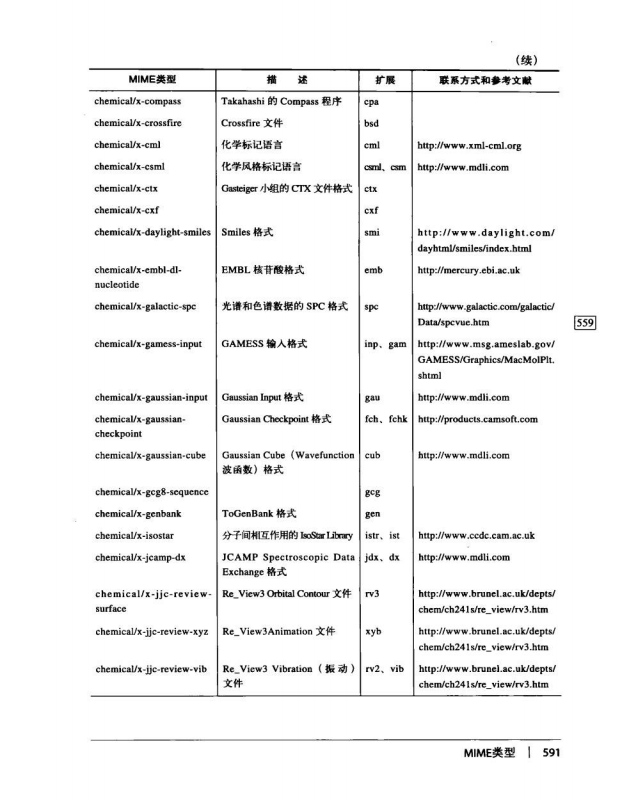 （续）
MIME类型 描 述 扩展 联系方式和参考文献
chemical/x-compass Takahashi 的 Compass 程序 cpa
chemical/x-crossfire Crossfire 文件 bsd
chemical/x-cml 化学标记语言 cml http://www.xml-cml.org
chemical/x-csml 化学风格标记语言 csml、csm http://www.mdli.com
chemical/x-ctx Gasteiger 小组的 CTX 文件格式 ctx
chemical/x-cxf cxf
chemical/x-daylight-smiles Smiles 格式 smi http://www.daylight.com/
dayhtml/smiles/index.html
chemical/x-embl-dl- EMBL 核苷酸格式 emb http://mercury.ebi.ac.uk
nucleotide
chemical/x-galactic-spc 光谱和色谱数据的 SPC 格式 spc http://www.galactic.com/galactic/
Data/spcvue.htm
559
chemical/x-gamess-input GAMESS 输入格式 inp、gam http://www.msg.ameslab.gov/
GAMESS/Graphics/MacMolPlt.
shtml
chemical/x-gaussian-input Gaussian Input 格式 gau http://www.mdli.com
chemical/x-gaussian- Gaussian Checkpoint 格式 fch、fchk http://products.camsoft.com
checkpoint
chemical/x-gaussian-cube Gaussian Cube（Wavefunction cub http://www.mdli.com
波函数）格式
chemical/x-gcg8-sequence gcg
chemical/x-genbank ToGenBank 格式 gen
chemical/x-isostar 分子间相互作用的 IsoStar Library istr、ist http://www.ccdc.cam.ac.uk
chemical/x-jcamp-dx JCAMP Spectroscopic Data jdx、dx http://www.mdli.com
Exchange 格式
chemical/x-jjc-review- Re_View3 Orbital Contour 文件 rv3 http://www.brunel.ac.uk/depts/
surface chem/ch241s/re_view/rv3.htm
chemical/x-jjc-review-xyz Re_View3Animation 文件 xyb http://www.brunel.ac.uk/depts/
chem/ch241s/re_view/rv3.htm
chemical/x-jjc-review-vib Re_View3 Vibration（振动） rv2、vib http://www.brunel.ac.uk/depts/
文件 chem/ch241s/re_view/rv3.htm
MIME类型 | 591